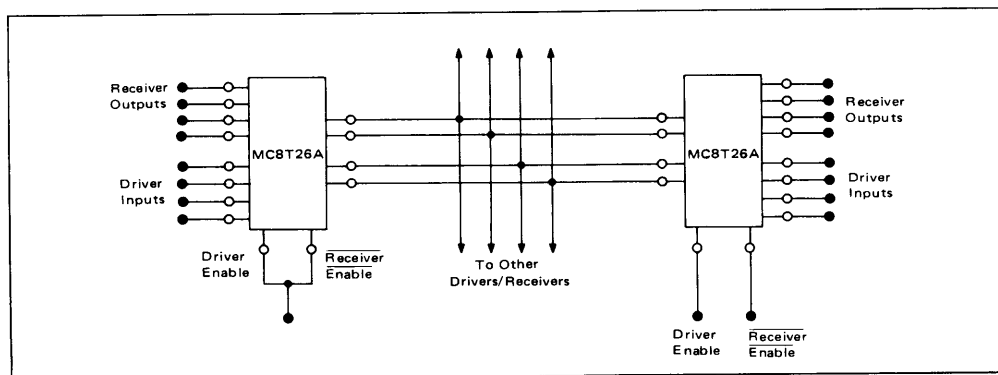 Receiver
Outputs
MC8T26A
Driver
Inputs
Driver
Enable
Receiver
Enable
To Other
Drivers/Receivers
MC8T26A
Receiver
Outputs
Driver
Inputs
Driver
Enable
Receiver
Enable